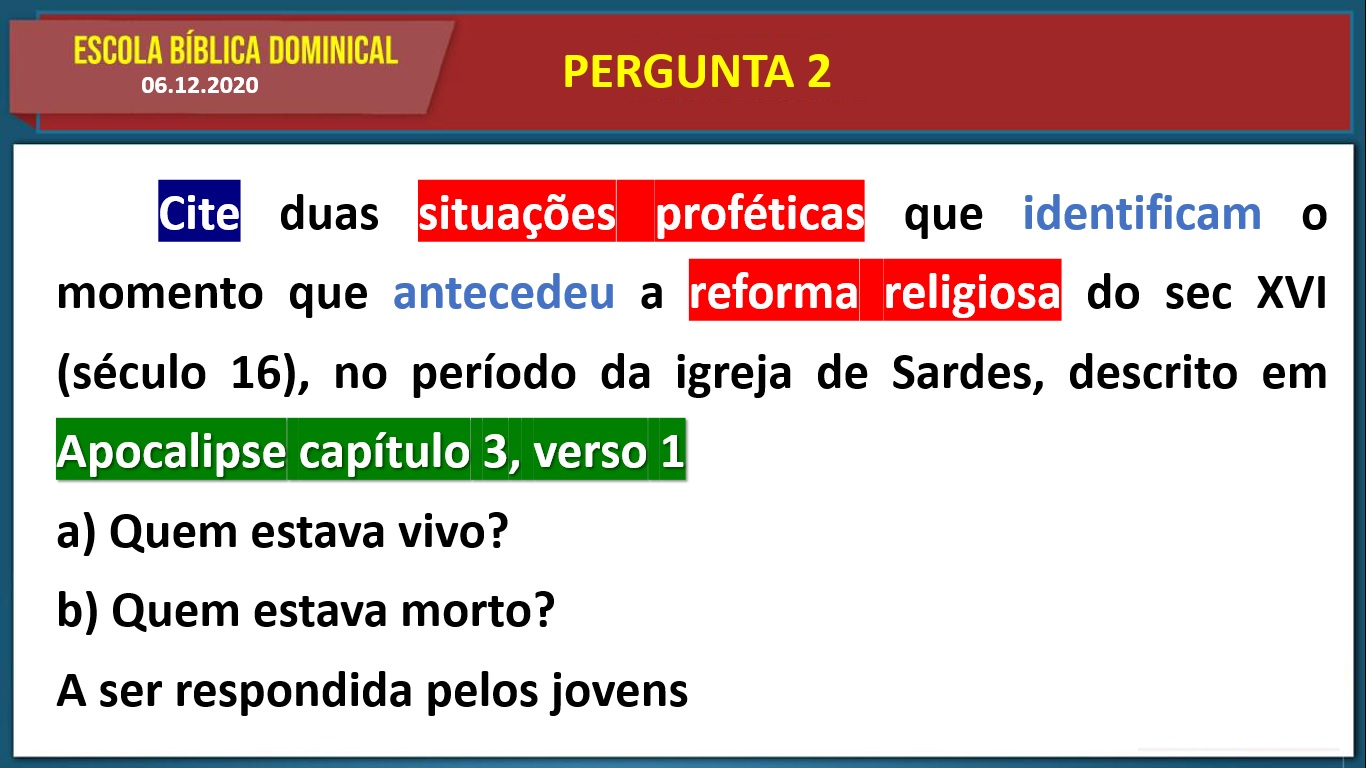 ESCOLA BÍBLICA DOMINICAL
06.12.2020
PERGUNTA 2
Cite duas situações proféticas que identificam o
momento que antecedeu a reforma religiosa do sec XVI
(século 16), no período da igreja de Sardes, descrito em
Apocalipse capítulo 3, verso 1
a) Quem estava vivo?
b) Quem estava morto?
A ser respondida pelos jovens